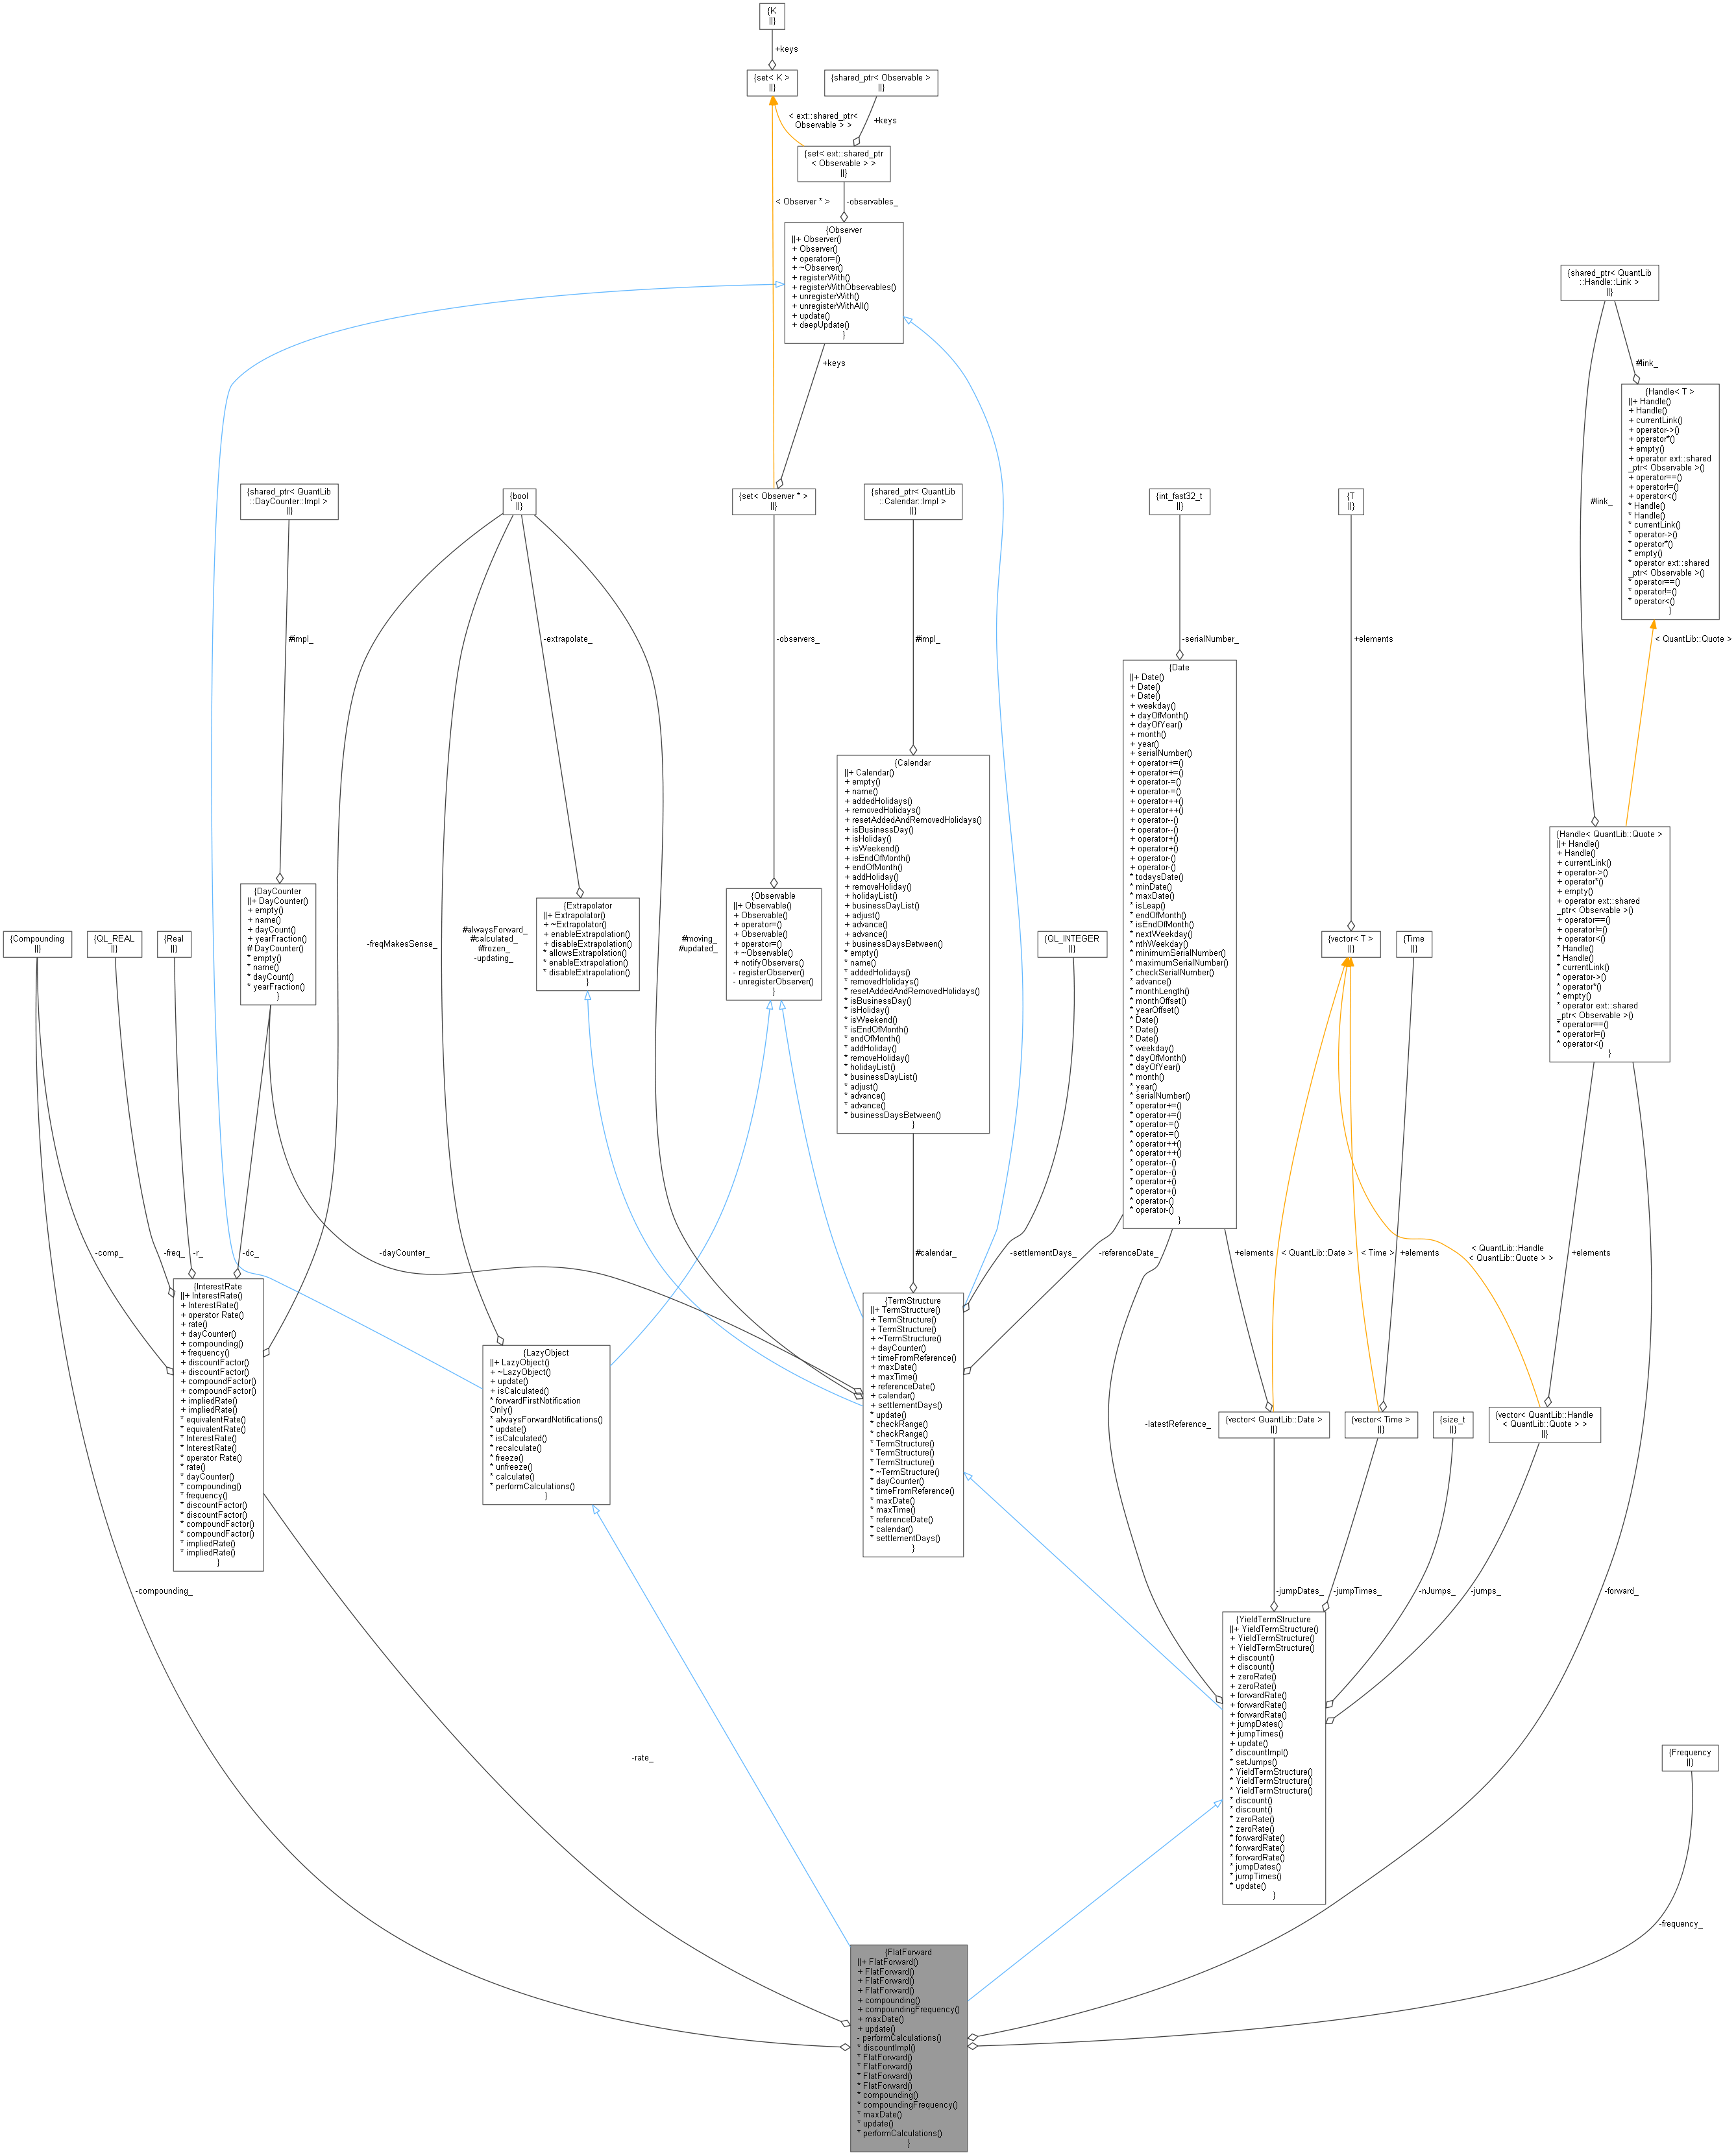 {K
||}
+keys
{set< K >
||}
{shared_ptr< Observable >
||}
< ext::shared_ptr<
Observable > >
+keys
{set< ext::shared_ptr
< Observable > >
||}
< Observer * >
-observables_
{Observer
||+ Observer()
+ Observer()
+ operator=()
+ ~Observer()
+ registerWith()
+ registerWithObservables()
+ unregisterWith()
+ unregisterWithAll()
+ update()
+ deepUpdate()
}
+keys
{shared_ptr< QuantLib
::Handle::Link >
||}
#link_
{Handle< T >
||+ Handle()
+ Handle()
+ currentLink()
+ operator->()
+ operator*()
+ empty()
+ operator ext::shared
_ptr< Observable >()
+ operator==()
+ operator!=()
+ operator<()
* Handle()
* Handle()
* currentLink()
* operator->()
* operator*()
* empty()
* operator ext::shared
_ptr< Observable >()
* operator==()
* operator!=()
* operator<()
}
#link_
< QuantLib::Quote >
{shared_ptr< QuantLib
::DayCounter::Impl >
||}
{bool
||}
{set< Observer * >
||}
{shared_ptr< QuantLib
::Calendar::Impl >
||}
{int_fast32_t
||}
{T
||}
#impl_
-extrapolate_
-observers_
#impl_
-serialNumber_
+elements
{Date
||+ Date()
+ Date()
+ Date()
+ weekday()
+ dayOfMonth()
+ dayOfYear()
+ month()
+ year()
+ serialNumber()
+ operator+=()
+ operator+=()
+ operator-=()
+ operator-=()
+ operator++()
+ operator++()
+ operator--()
+ operator--()
+ operator+()
+ operator+()
+ operator-()
+ operator-()
* todaysDate()
* minDate()
* maxDate()
* isLeap()
* endOfMonth()
* isEndOfMonth()
* nextWeekday()
* nthWeekday()
* minimumSerialNumber()
* maximumSerialNumber()
* checkSerialNumber()
* advance()
* monthLength()
* monthOffset()
* yearOffset()
* Date()
* Date()
* Date()
* weekday()
* dayOfMonth()
* dayOfYear()
* month()
* year()
* serialNumber()
* operator+=()
* operator+=()
* operator-=()
* operator-=()
* operator++()
* operator++()
* operator--()
* operator--()
* operator+()
* operator+()
* operator-()
* operator-()
}
{Calendar
||+ Calendar()
+ empty()
+ name()
+ addedHolidays()
+ removedHolidays()
+ resetAddedAndRemovedHolidays()
+ isBusinessDay()
+ isHoliday()
+ isWeekend()
+ isEndOfMonth()
+ endOfMonth()
+ addHoliday()
+ removeHoliday()
+ holidayList()
+ businessDayList()
+ adjust()
+ advance()
+ advance()
+ businessDaysBetween()
* empty()
* name()
* addedHolidays()
* removedHolidays()
* resetAddedAndRemovedHolidays()
* isBusinessDay()
* isHoliday()
* isWeekend()
* isEndOfMonth()
* endOfMonth()
* addHoliday()
* removeHoliday()
* holidayList()
* businessDayList()
* adjust()
* advance()
* advance()
* businessDaysBetween()
}
{Handle< QuantLib::Quote >
||+ Handle()
+ Handle()
+ currentLink()
+ operator->()
+ operator*()
+ empty()
+ operator ext::shared
_ptr< Observable >()
+ operator==()
+ operator!=()
+ operator<()
* Handle()
* Handle()
* currentLink()
* operator->()
* operator*()
* empty()
* operator ext::shared
_ptr< Observable >()
* operator==()
* operator!=()
* operator<()
}
{DayCounter
||+ DayCounter()
+ empty()
+ name()
+ dayCount()
+ yearFraction()
# DayCounter()
* empty()
* name()
* dayCount()
* yearFraction()
}
{Extrapolator
||+ Extrapolator()
+ ~Extrapolator()
+ enableExtrapolation()
+ disableExtrapolation()
* allowsExtrapolation()
* enableExtrapolation()
* disableExtrapolation()
}
{Observable
||+ Observable()
+ Observable()
+ operator=()
+ Observable()
+ operator=()
+ ~Observable()
+ notifyObservers()
- registerObserver()
- unregisterObserver()
}
{Compounding
||}
{QL_REAL
||}
{Real
||}
-freqMakesSense_
#alwaysForward_
#calculated_
#frozen_
-updating_
#moving_
#updated_
{QL_INTEGER
||}
{vector< T >
||}
{Time
||}
-comp_
-freq_
-r_
-dc_
-dayCounter_
#calendar_
-settlementDays_
-referenceDate_
+elements
< QuantLib::Date >
< Time >
+elements
< QuantLib::Handle
< QuantLib::Quote > >
+elements
{InterestRate
||+ InterestRate()
+ InterestRate()
+ operator Rate()
+ rate()
+ dayCounter()
+ compounding()
+ frequency()
+ discountFactor()
+ discountFactor()
+ compoundFactor()
+ compoundFactor()
+ impliedRate()
+ impliedRate()
* equivalentRate()
* equivalentRate()
* InterestRate()
* InterestRate()
* operator Rate()
* rate()
* dayCounter()
* compounding()
* frequency()
* discountFactor()
* discountFactor()
* compoundFactor()
* compoundFactor()
* impliedRate()
* impliedRate()
}
{LazyObject
||+ LazyObject()
+ ~LazyObject()
+ update()
+ isCalculated()
* forwardFirstNotification
Only()
* alwaysForwardNotifications()
* update()
* isCalculated()
* recalculate()
* freeze()
* unfreeze()
* calculate()
* performCalculations()
}
{TermStructure
||+ TermStructure()
+ TermStructure()
+ TermStructure()
+ ~TermStructure()
+ dayCounter()
+ timeFromReference()
+ maxDate()
+ maxTime()
+ referenceDate()
+ calendar()
+ settlementDays()
* update()
* checkRange()
* checkRange()
* TermStructure()
* TermStructure()
* TermStructure()
* ~TermStructure()
* dayCounter()
* timeFromReference()
* maxDate()
* maxTime()
* referenceDate()
* calendar()
* settlementDays()
}
-latestReference_
{vector< QuantLib::Date >
||}
{vector< Time >
||}
{size_t
||}
{vector< QuantLib::Handle
< QuantLib::Quote > >
||}
-compounding_
-jumpDates_
-jumpTimes_
-nJumps_
-jumps_
-forward_
{YieldTermStructure
||+ YieldTermStructure()
+ YieldTermStructure()
+ YieldTermStructure()
+ discount()
+ discount()
+ zeroRate()
+ zeroRate()
+ forwardRate()
+ forwardRate()
+ forwardRate()
+ jumpDates()
+ jumpTimes()
+ update()
* discountImpl()
* setJumps()
* YieldTermStructure()
* YieldTermStructure()
* YieldTermStructure()
* discount()
* discount()
* zeroRate()
* zeroRate()
* forwardRate()
* forwardRate()
* forwardRate()
* jumpDates()
* jumpTimes()
* update()
}
-rate_
{Frequency
||}
-frequency_
{FlatForward
||+ FlatForward()
+ FlatForward()
+ FlatForward()
+ FlatForward()
+ compounding()
+ compoundingFrequency()
+ maxDate()
+ update()
- performCalculations()
* discountImpl()
* FlatForward()
* FlatForward()
* FlatForward()
* FlatForward()
* compounding()
* compoundingFrequency()
* maxDate()
* update()
* performCalculations()
}